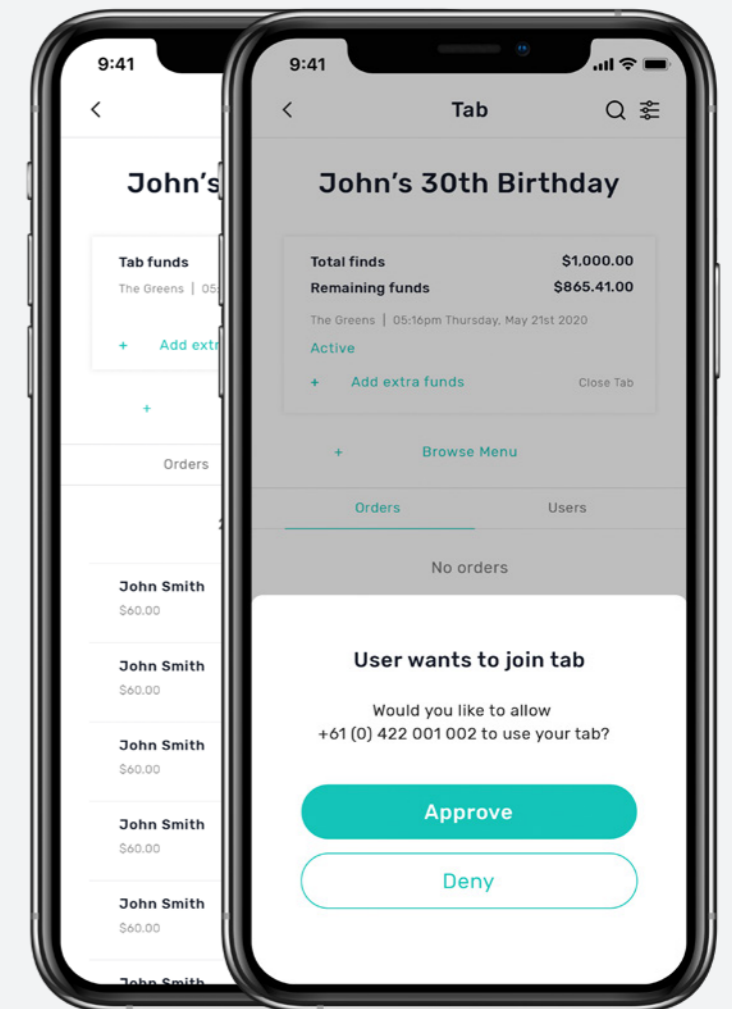 9:41
John's
Tab funds
The Greens | 05:
+ Add extr
+
Orders
John Smith
$60.00
John Smith
$60.00
John Smith
$60.00
John Smith
$60.00
John Smith
$60.00
John Smith
9:41
Tab
John's 30th Birthday
Total finds $1,000.00
Remaining funds $865.41.00
The Greens | 05:16pm Thursday, May 21st 2020
Active
+ Add extra funds Close Tab
+ Browse Menu
Orders Users
No orders
User wants to join tab
Would you like to allow
+61 (0) 422 001 002 to use your tab?
Approve
Deny